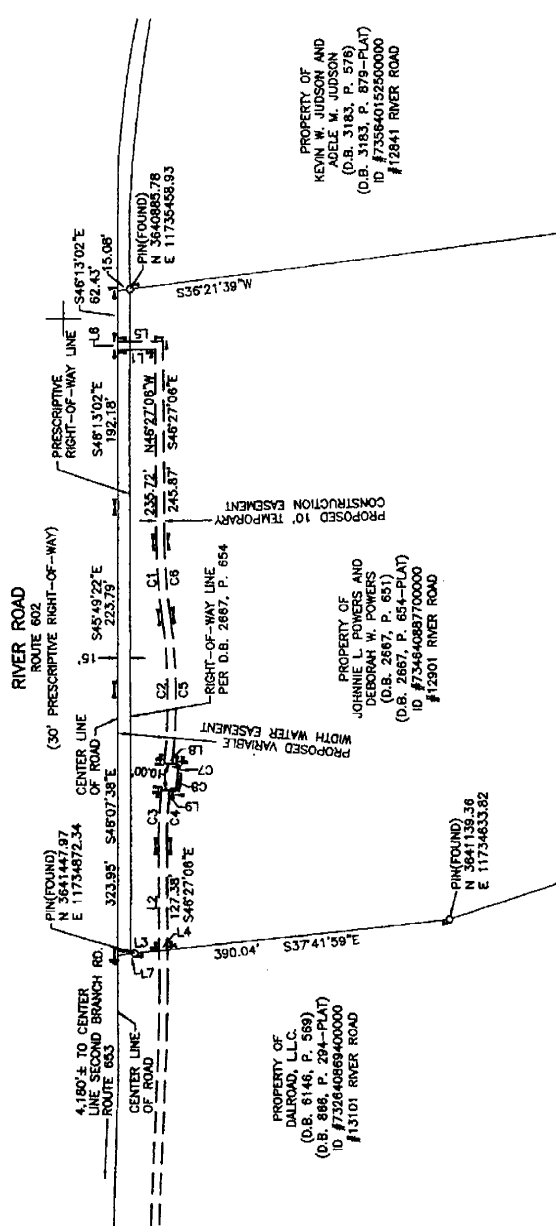 RIVER ROAD
ROUTE 602
(30' PRESCRIPTIVE RIGHT-OF-WAY)
4,180'± TO CENTER
LINE SECOND BRANCH RD.
ROUTE 653
CENTER LINE
OF ROAD
PIN(FOUND)
N 3641447.97
E 11734872.34
323.95'
S48°07'38"E
CENTER LINE
OF ROAD
15'
S45°49'22"E
223.79'
PRESCRIPTIVE
RIGHT-OF-WAY LINE
S46°13'02"E
192.18'
L6
S46°13'02"E
62.43'
15.08'
PIN(FOUND)
N 3640885.78
E 11735458.93
L7
L3
L4
L2
127.38'
S46°27'06"E
C3
C4
L9
10.00'
C8
C7
L8
C2
C5
C1
C6
235.72'
N46°27'06"W
245.87'
S46°27'06"E
L1
L5
PROPOSED VARIABLE
WIDTH WATER EASEMENT
RIGHT-OF-WAY LINE
PER D.B. 2667, P. 654
PROPOSED 10' TEMPORARY
CONSTRUCTION EASEMENT
S36°21'39"W
390.04'
S37°41'59"E
PIN(FOUND)
N 3641139.36
E 11734633.82
PROPERTY OF
DALROAD, L.L.C.
(D.B. 6146, P. 569)
(D.B. 886, P. 294-PLAT)
ID #732640869400000
#13101 RIVER ROAD
PROPERTY OF
JOHNNIE L. POWERS AND
DEBORAH W. POWERS
(D.B. 2667, P. 651)
(D.B. 2667, P. 654-PLAT)
ID #734640887700000
#12901 RIVER ROAD
PROPERTY OF
KEVIN W. JUDSON AND
ADELE M. JUDSON
(D.B. 3183, P. 576)
(D.B. 3183, P. 879-PLAT)
ID #735640152500000
#12841 RIVER ROAD